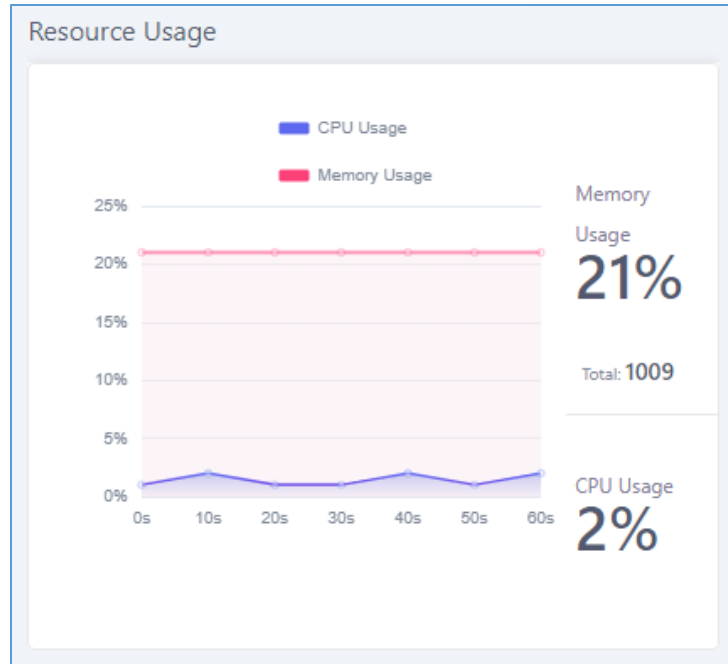 Resource Usage
CPU Usage
Memory Usage
25%
20%
15%
10%
5%
0%
0s 10s 20s 30s 40s 50s 60s
Memory
Usage
21%
Total: 1009
CPU Usage
2%